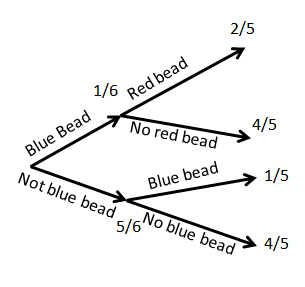 2/5
Red bead
1/6
Blue Bead
No red bead
4/5
Not blue bead
Blue bead
1/5
5/6
No blue bead
4/5